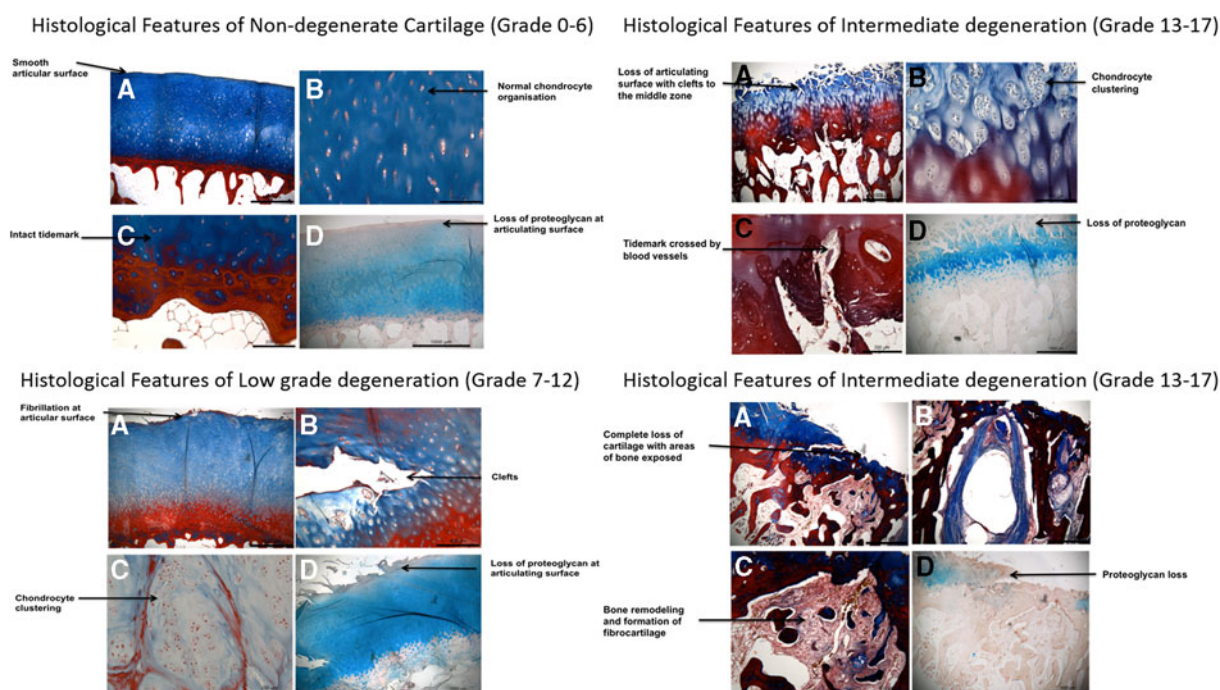 Histological Features of Non-degenerate Cartilage (Grade 0-6)
Smooth
articular surface
A
B
Normal chondrocyte
organisation
Intact tidemark
C
D
Loss of proteoglycan at
articulating surface
Histological Features of Intermediate degeneration (Grade 13-17)
Loss of articulating
surface with clefts to
the middle zone
A
B
Chondrocyte
clustering
Tidemark crossed by
blood vessels
C
D
Loss of proteoglycan
Histological Features of Low grade degeneration (Grade 7-12)
Fibrillation at
articular surface
A
B
Clefts
Chondrocyte
clustering
C
D
Loss of proteoglycan at
articulating surface
Histological Features of Intermediate degeneration (Grade 13-17)
Complete loss of
cartilage with areas
of bone exposed
A
B
Bone remodeling
and formation of
fibrocartilage
C
D
Proteoglycan loss